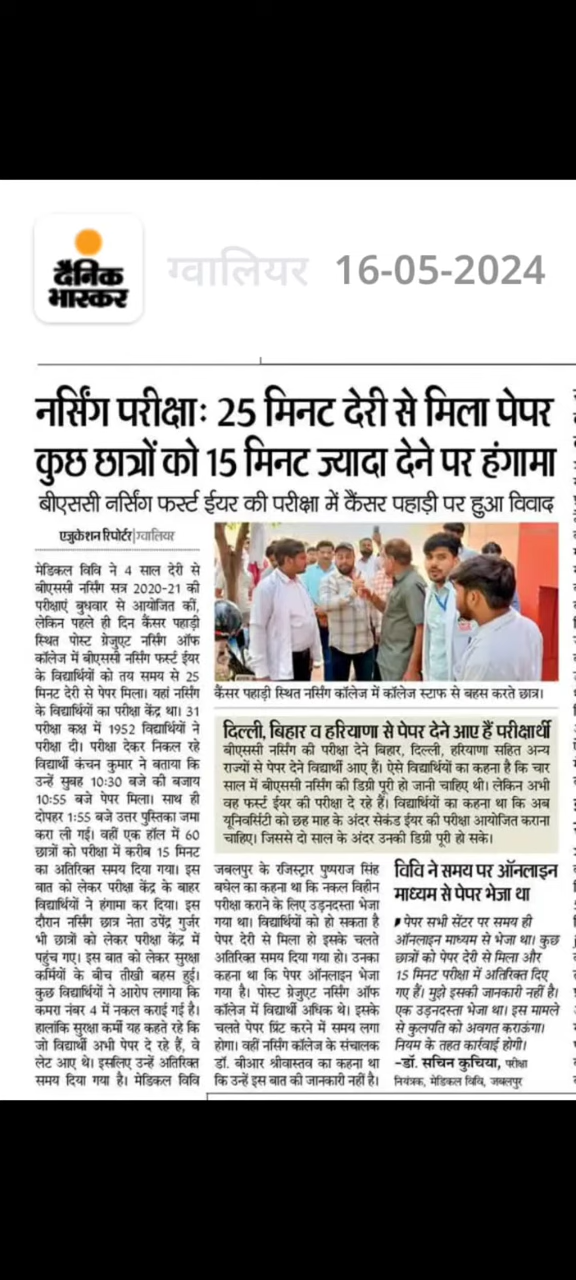 दैनिक
भास्कर
ग्वालियर 16-05-2024
नर्सिंग परीक्षाः 25 मिनट देरी से मिला पेपर
कुछ छात्रों को 15 मिनट ज्यादा देने पर हंगामा
बीएससी नर्सिंग फर्स्ट ईयर की परीक्षा में कैंसर पहाड़ी पर हुआ विवाद
एजुकेशन रिपोर्टर|ग्वालियर
मेडिकल विवि ने 4 साल देरी से
बीएससी नर्सिंग सत्र 2020-21 की
परीक्षाएं बुधवार से आयोजित कीं,
लेकिन पहले ही दिन कैंसर पहाड़ी
स्थित पोस्ट ग्रेजुएट नर्सिंग ऑफ
कॉलेज में बीएससी नर्सिंग फर्स्ट ईयर
के विद्यार्थियों को तय समय से 25
मिनट देरी से पेपर मिला। यहां नर्सिंग
के विद्यार्थियों का परीक्षा केंद्र था। 31
परीक्षा कक्ष में 1952 विद्यार्थियों ने
परीक्षा दी। परीक्षा देकर निकल रहे
विद्यार्थी कंचन कुमार ने बताया कि
उन्हें सुबह 10:30 बजे की बजाय
10:55 बजे पेपर मिला। साथ ही
दोपहर 1:55 बजे उत्तर पुस्तिका जमा
करा ली गई। वहीं एक हॉल में 60
छात्रों को परीक्षा में करीब 15 मिनट
का अतिरिक्त समय दिया गया। इस
बात को लेकर परीक्षा केंद्र के बाहर
विद्यार्थियों ने हंगामा कर दिया। इस
दौरान नर्सिंग छात्र नेता उपेंद्र गुर्जर
भी छात्रों को लेकर परीक्षा केंद्र में
पहुंच गए। इस बात को लेकर सुरक्षा
कर्मियों के बीच तीखी बहस हुई।
कुछ विद्यार्थियों ने आरोप लगाया कि
कमरा नंबर 4 में नकल कराई गई है।
हालांकि सुरक्षा कर्मी यह कहते रहे कि
जो विद्यार्थी अभी पेपर दे रहे हैं, वे
लेट आए थे। इसलिए उन्हें अतिरिक्त
समय दिया गया है। मेडिकल विवि
कैंसर पहाड़ी स्थित नर्सिंग कॉलेज में कॉलेज स्टाफ से बहस करते छात्र।
दिल्ली, बिहार व हरियाणा से पेपर देने आए हैं परीक्षार्थी
बीएससी नर्सिंग की परीक्षा देने बिहार, दिल्ली, हरियाणा सहित अन्य
राज्यों से पेपर देने विद्यार्थी आए हैं। ऐसे विद्यार्थियों का कहना है कि चार
साल में बीएससी नर्सिंग की डिग्री पूरी हो जानी चाहिए थी। लेकिन अभी
वह फर्स्ट ईयर की परीक्षा दे रहे हैं। विद्यार्थियों का कहना था कि अब
यूनिवर्सिटी को छह माह के अंदर सेकंड ईयर की परीक्षा आयोजित कराना
चाहिए। जिससे दो साल के अंदर उनकी डिग्री पूरी हो सके।
जबलपुर के रजिस्ट्रार पुष्पराज सिंह
बघेल का कहना था कि नकल विहीन
परीक्षा कराने के लिए उड़नदस्ता भेजा
गया था। विद्यार्थियों को हो सकता है
पेपर देरी से मिला हो इसके चलते
अतिरिक्त समय दिया गया हो। उनका
कहना था कि पेपर ऑनलाइन भेजा
गया है। पोस्ट ग्रेजुएट नर्सिंग ऑफ
कॉलेज में विद्यार्थी अधिक थे। इसके
चलते पेपर प्रिंट करने में समय लगा
होगा। वहीं नर्सिंग कॉलेज के संचालक
डॉ. बीआर श्रीवास्तव का कहना था
कि उन्हें इस बात की जानकारी नहीं है।
विवि ने समय पर ऑनलाइन
माध्यम से पेपर भेजा था
पेपर सभी सेंटर पर समय ही
ऑनलाइन माध्यम से भेजा था। कुछ
छात्रों को पेपर देरी से मिला और
15 मिनट परीक्षा में अतिरिक्त दिए
गए हैं। मुझे इसकी जानकारी नहीं है।
एक उड़नदस्ता भेजा था। इस मामले
से कुलपति को अवगत कराऊंगा।
नियम के तहत कार्रवाई होगी।
-डॉ. सचिन कुचिया, परीक्षा
नियंत्रक, मेडिकल विवि, जबलपुर